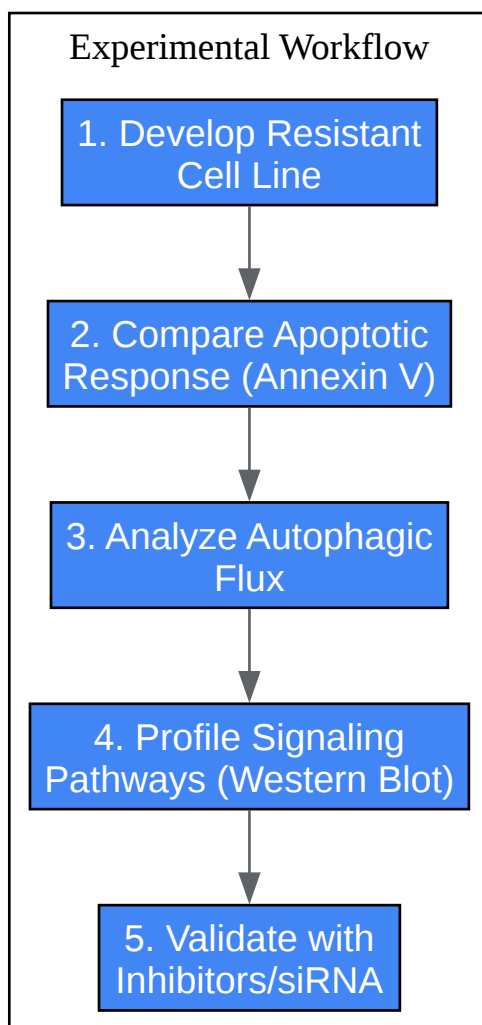 Experimental Workflow
1. Develop Resistant
Cell Line
2. Compare Apoptotic
Response (Annexin V)
3. Analyze Autophagic
Flux
4. Profile Signaling
Pathways (Western Blot)
5. Validate with
Inhibitors/siRNA